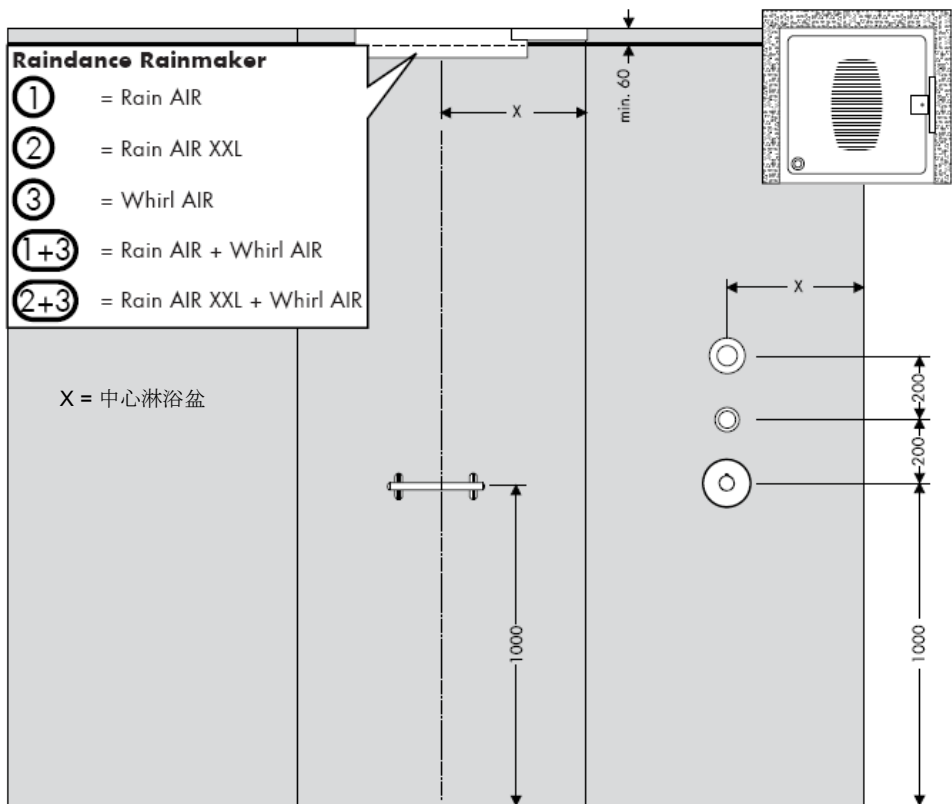 Raindance Rainmaker
1 = Rain AIR
2 = Rain AIR XXL
3 = Whirl AIR
1+3 = Rain AIR + Whirl AIR
2+3 = Rain AIR XXL + Whirl AIR
X
min. 60
X
X = 中心淋浴盆
200
200
1000
1000